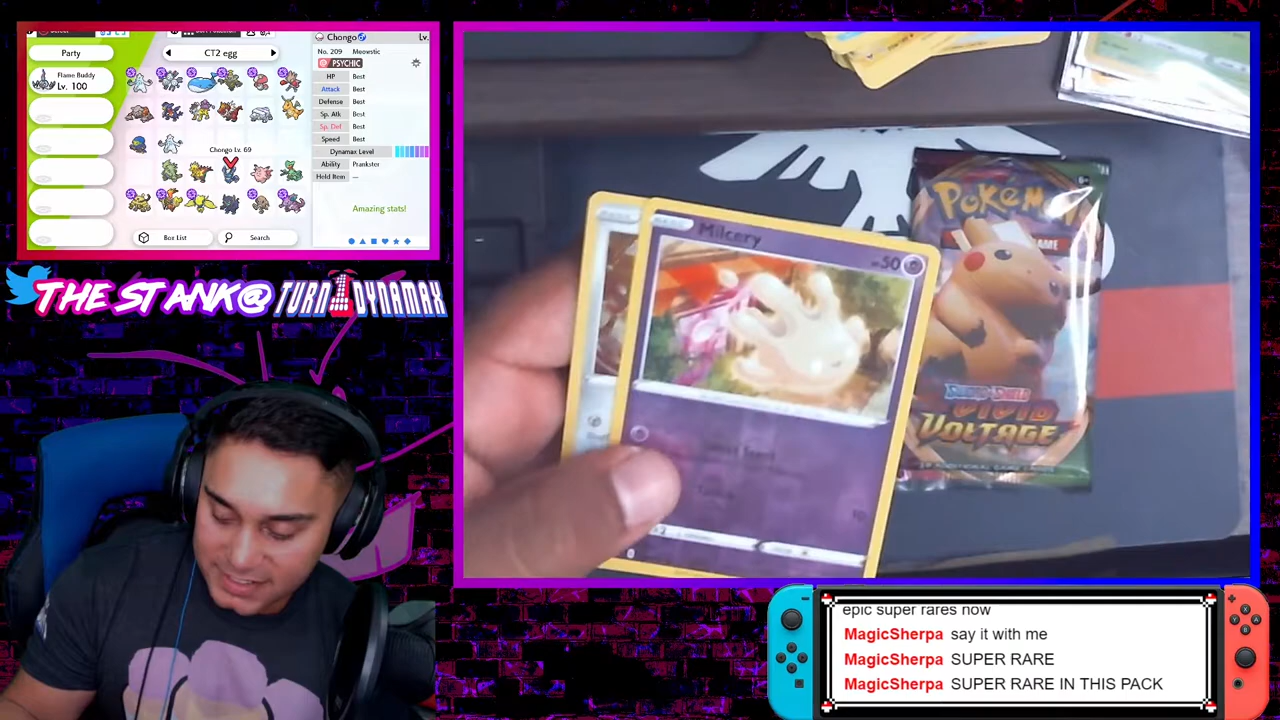 Party
CT2 egg
Chongo
Lv.
No. 209 Meowstic
PSYCHIC
Flame Buddy
Lv. 100
HP Best
Attack Best
Defense Best
Sp. Atk Best
Sp. Def Best
Speed Best
Dynamax Level
Ability Prankster
Held Item —
Chongo Lv. 69
Amazing stats!
Box List
Search
THE STANK@TURN1DYNAMAX
Milcery
50
POKéMON
VIVID
VOLTAGE
epic super rares now
MagicSherpa say it with me
MagicSherpa SUPER RARE
MagicSherpa SUPER RARE IN THIS PACK